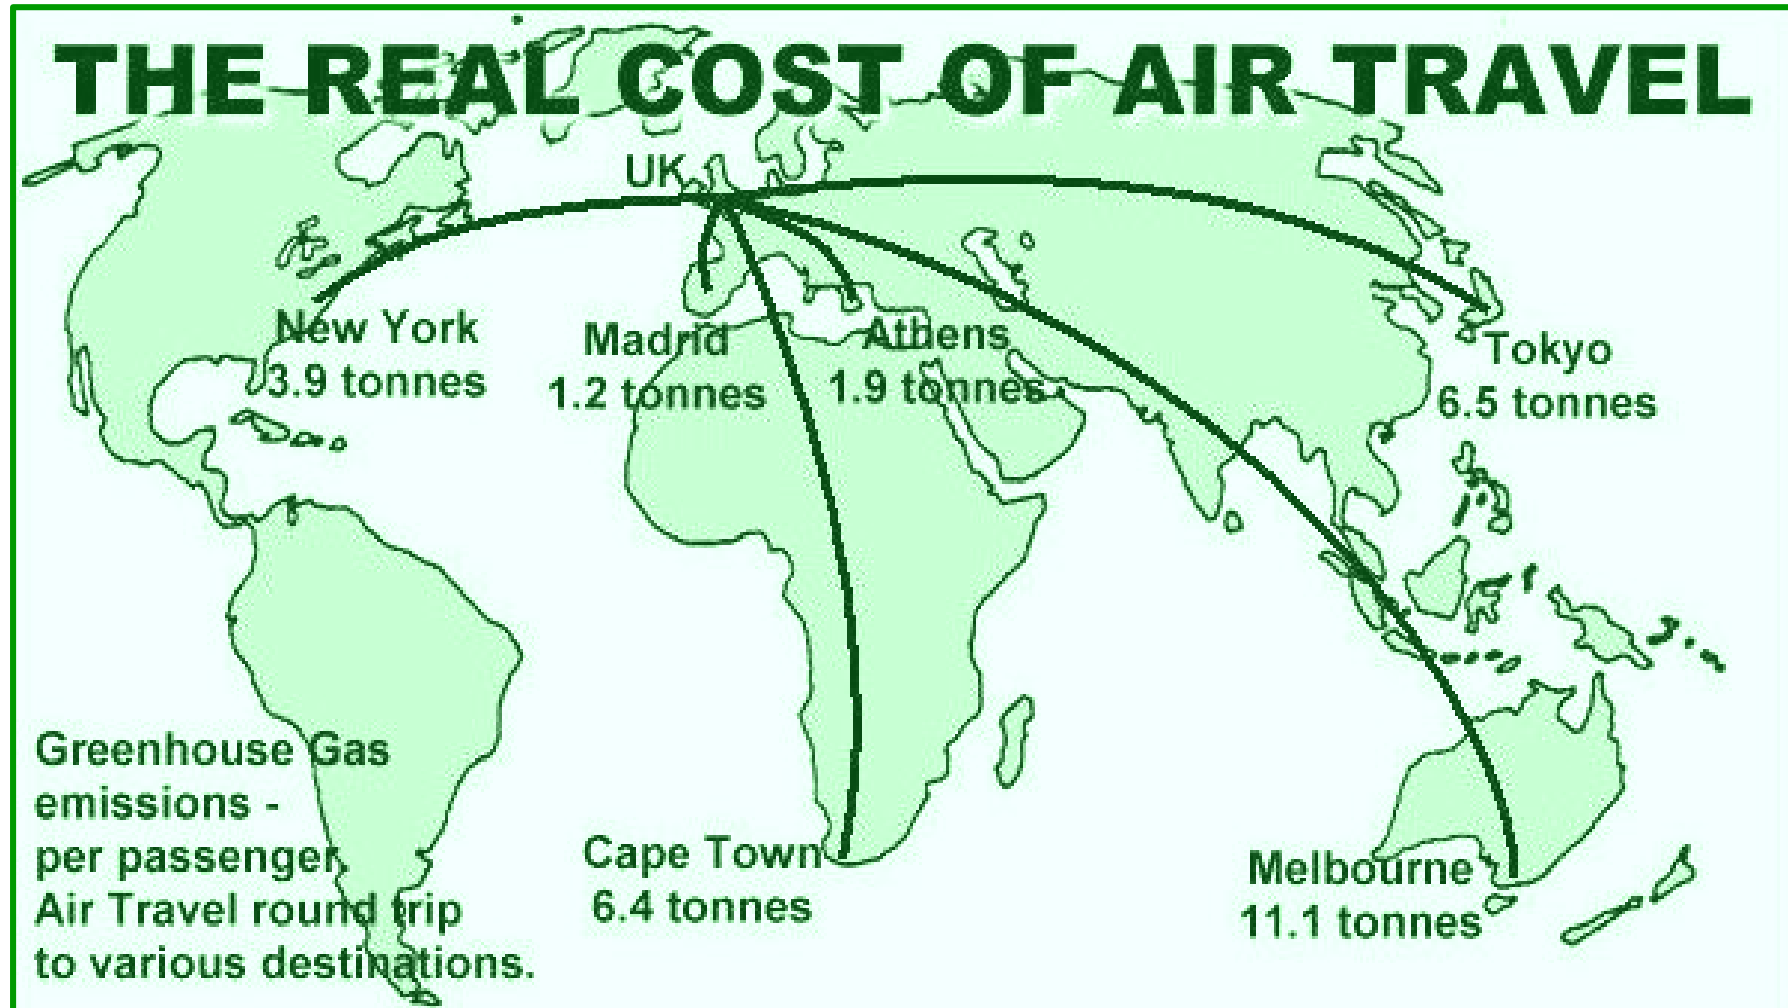 THE REAL COST OF AIR TRAVEL
UK
New York
3.9 tonnes
Madrid
1.2 tonnes
Athens
1.9 tonnes
Tokyo
6.5 tonnes
Greenhouse Gas
emissions -
per passenger,
Air Travel round trip
to various destinations.
Cape Town
6.4 tonnes
Melbourne
11.1 tonnes